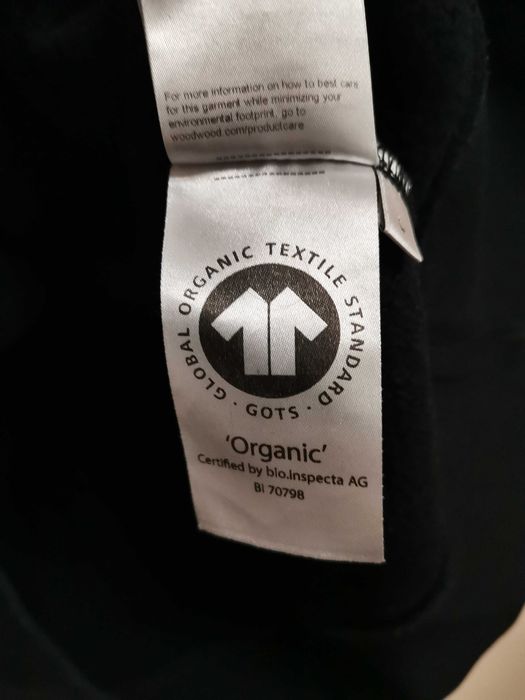 For more information on how to best care
for this garment while minimizing your
environmental footprint, go to
woodwood.com/productcare
GLOBAL ORGANIC TEXTILE STANDARD · GOTS ·
'Organic'
Certified by bio.inspecta AG
BI 70798